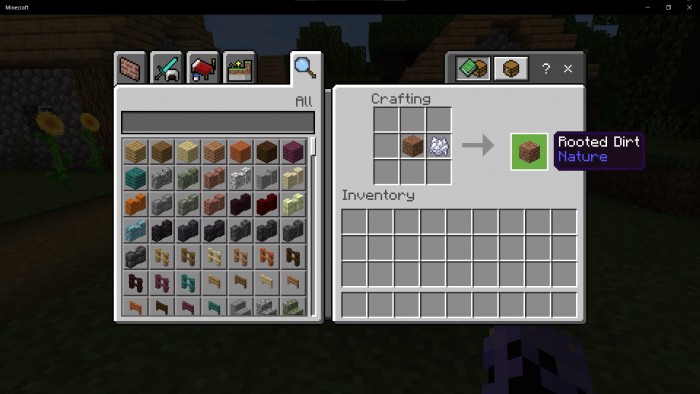 Minecraft
All
Crafting
? 
Rooted Dirt
Nature
Inventory